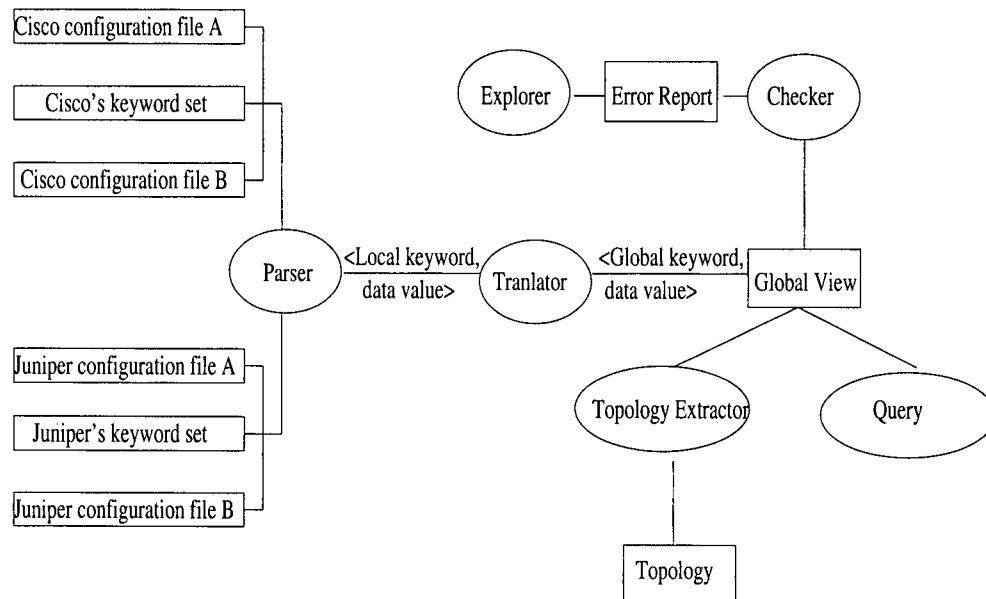 Cisco configuration file A
Cisco's keyword set
Cisco configuration file B
Explorer
Error Report
Checker
Parser
<Local keyword,
data value>
Tranlator
<Global keyword,
data value>
Global View
Juniper configuration file A
Juniper's keyword set
Juniper configuration file B
Topology Extractor
Query
Topology